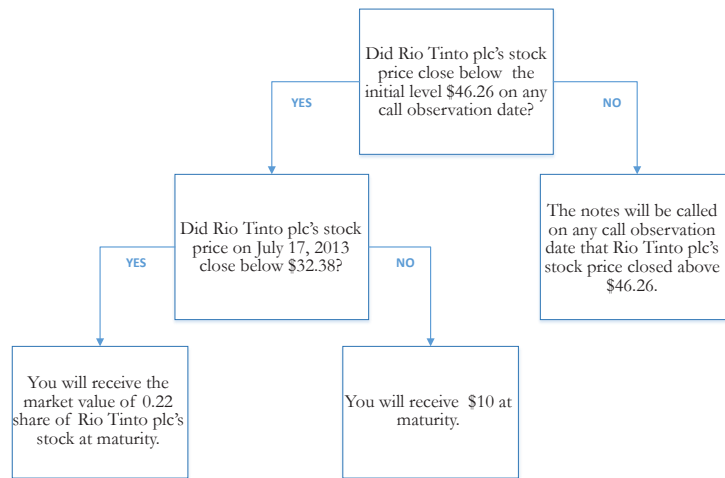 Did Rio Tinto plc's stock
price close below the
initial level $46.26 on any
call observation date?
YES
NO
Did Rio Tinto plc's stock
price on July 17, 2013
close below $32.38?
The notes will be called
on any call observation
date that Rio Tinto plc's
stock price closed above
$46.26.
YES
NO
You will receive the
market value of 0.22
share of Rio Tinto plc's
stock at maturity.
You will receive $10 at
maturity.